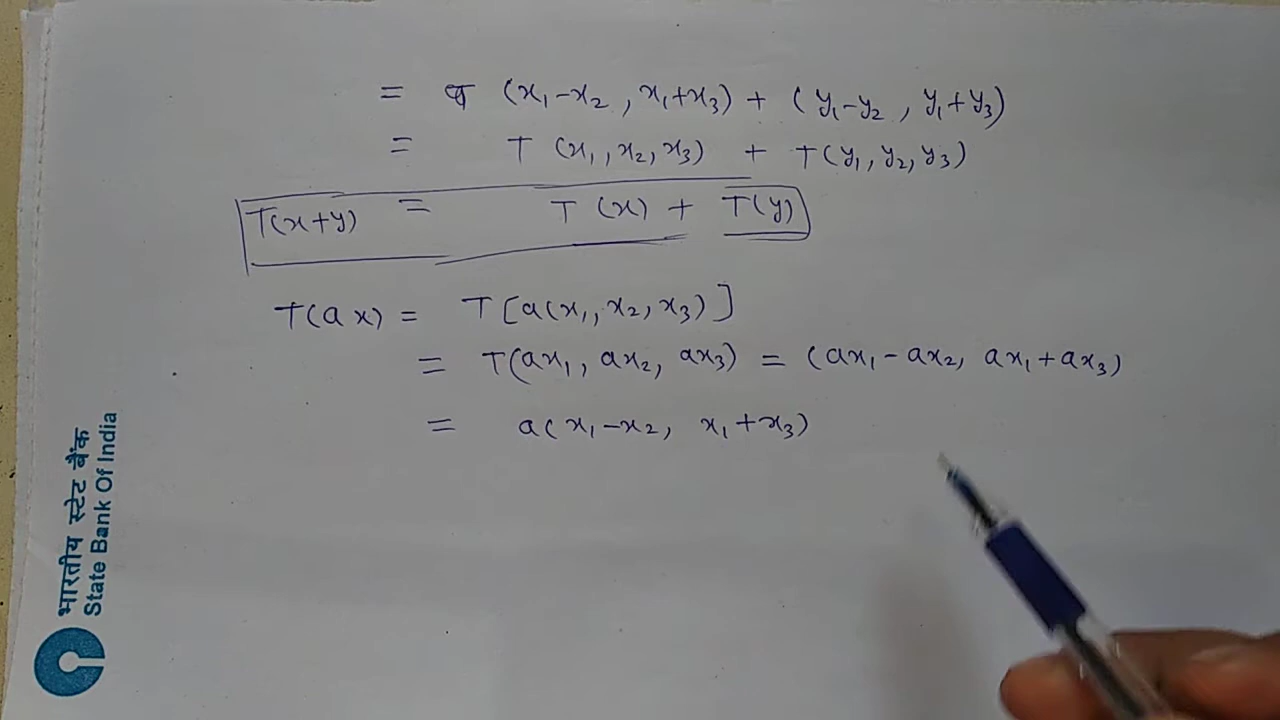 = (x₁-x₂, x₁+x₃) + (y₁-y₂, y₁+y₃)
= T (x₁, x₂, x₃) + T(y₁, y₂, y₃)
T(x+y) = T(x) + T(y)
T(ax) = T[a(x₁, x₂, x₃)]
= T(ax₁, ax₂, ax₃) = (ax₁-ax₂, ax₁+ax₃)
= a(x₁-x₂, x₁+x₃)
भारतीय स्टेट बैंक
State Bank Of India